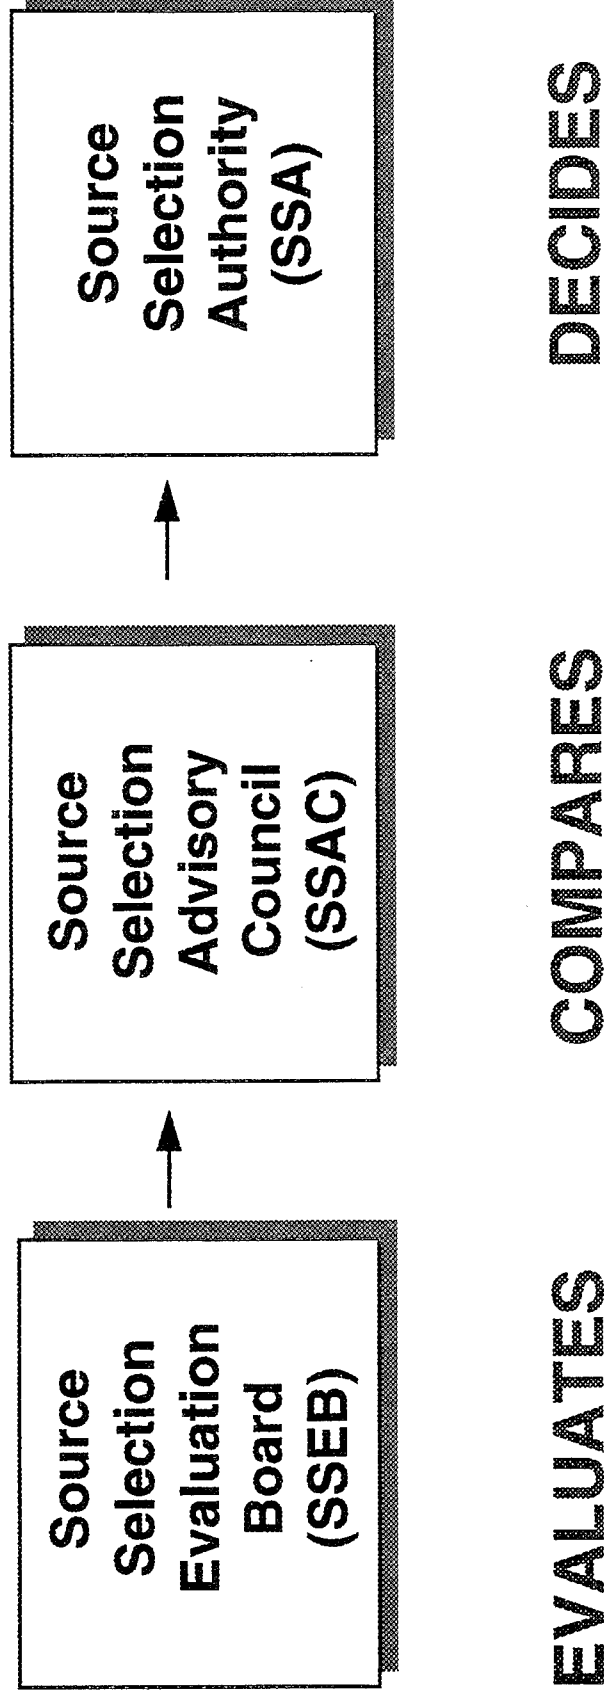 Source
Selection
Evaluation
Board
(SSEB)
Source
Selection
Advisory
Council
(SSAC)
Source
Selection
Authority
(SSA)
EVALUATES
COMPARES
DECIDES